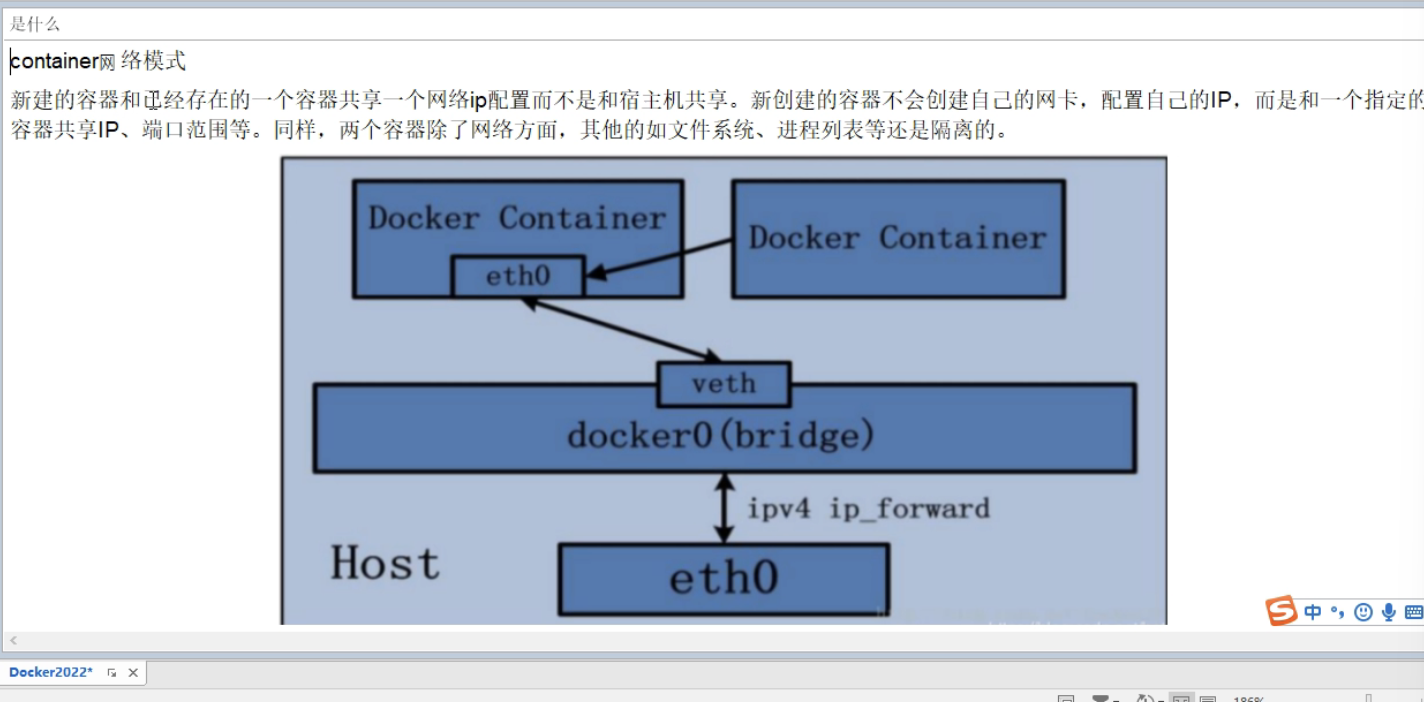 是什么
container网 络模式
新建的容器和已经存在的一个容器共享一个网络ip配置而不是和宿主机共享。新创建的容器不会创建自己的网卡，配置自己的IP，而是和一个指定的
容器共享IP、端口范围等。同样，两个容器除了网络方面，其他的如文件系统、进程列表等还是隔离的。
Docker Container
Docker Container
eth0
veth
docker0(bridge)
ipv4 ip_forward
Host
eth0
中
Docker2022*
186%